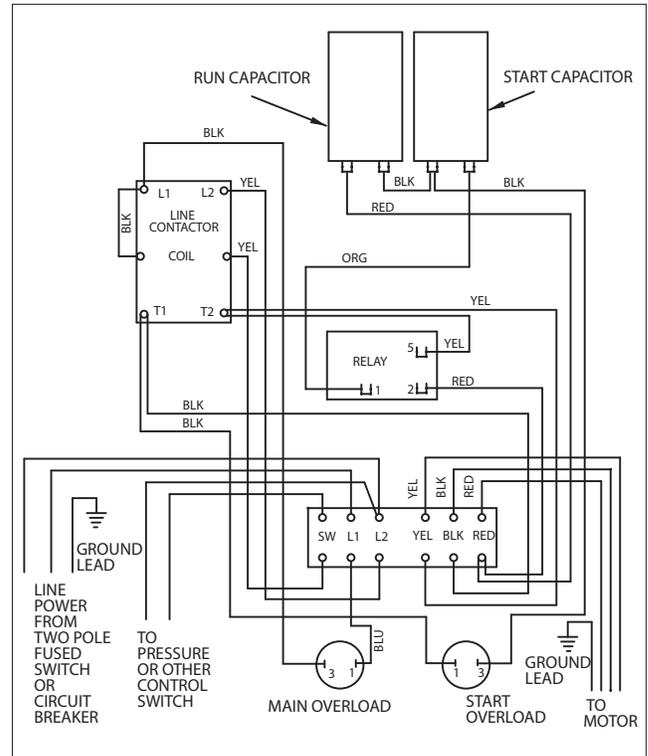 RUN CAPACITOR
START CAPACITOR
BLK
BLK
BLK
RED
L1
L2
YEL
LINE
CONTACTOR
BLK
COIL
YEL
ORG
T1
T2
YEL
5
YEL
RELAY
1
2
RED
BLK
BLK
YEL
BLK
RED
SW
L1
L2
YEL
BLK
RED
GROUND
LEAD
LINE
POWER
FROM
TWO POLE
FUSED
SWITCH
OR
CIRCUIT
BREAKER
TO
PRESSURE
OR OTHER
CONTROL
SWITCH
BLU
3
1
MAIN OVERLOAD
1
3
START
OVERLOAD
GROUND
LEAD
TO
MOTOR